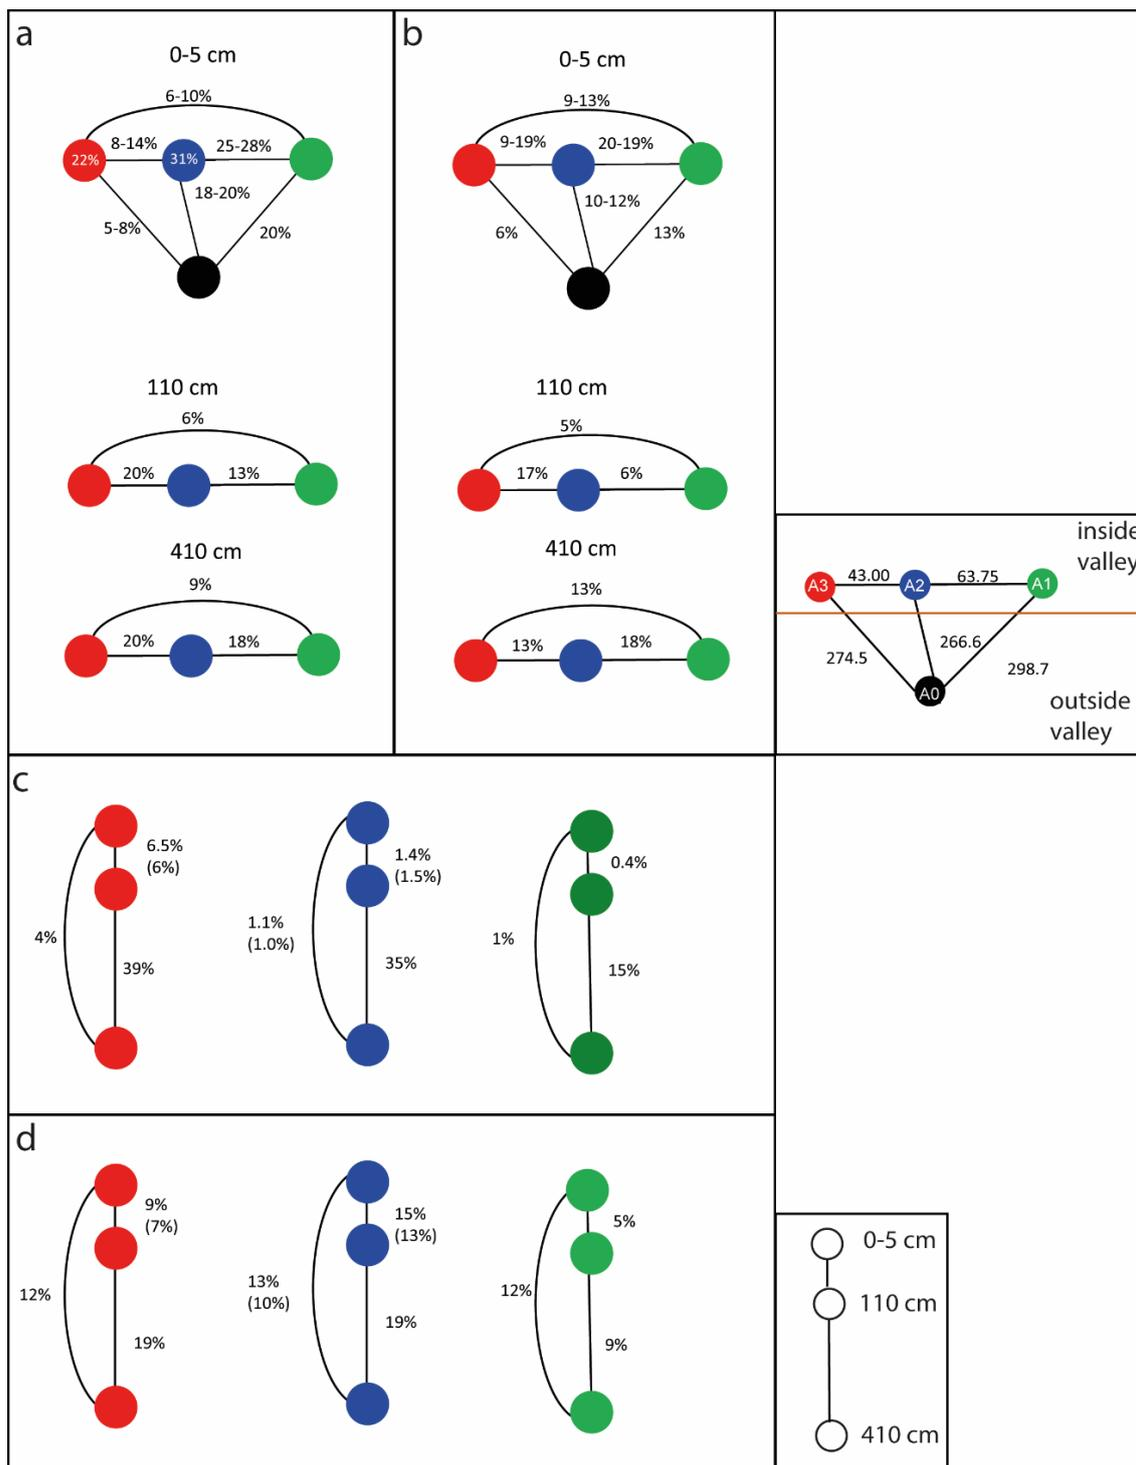 a
0-5 cm
6-10%
8-14%
25-28%
22%
31%
18-20%
5-8%
20%
110 cm
6%
20%
13%
410 cm
9%
20%
18%
b
0-5 cm
9-13%
9-19%
20-19%
10-12%
6%
13%
110 cm
5%
17%
6%
410 cm
13%
13%
18%
inside
valley
43.00
63.75
A3
A2
A1
266.6
274.5
298.7
A0
outside
valley
c
6.5%
(6%)
4%
39%
1.4%
(1.5%)
1.1%
(1.0%)
35%
0.4%
1%
15%
d
9%
(7%)
12%
19%
15%
(13%)
13%
(10%)
19%
5%
12%
9%
0-5 cm
110 cm
410 cm